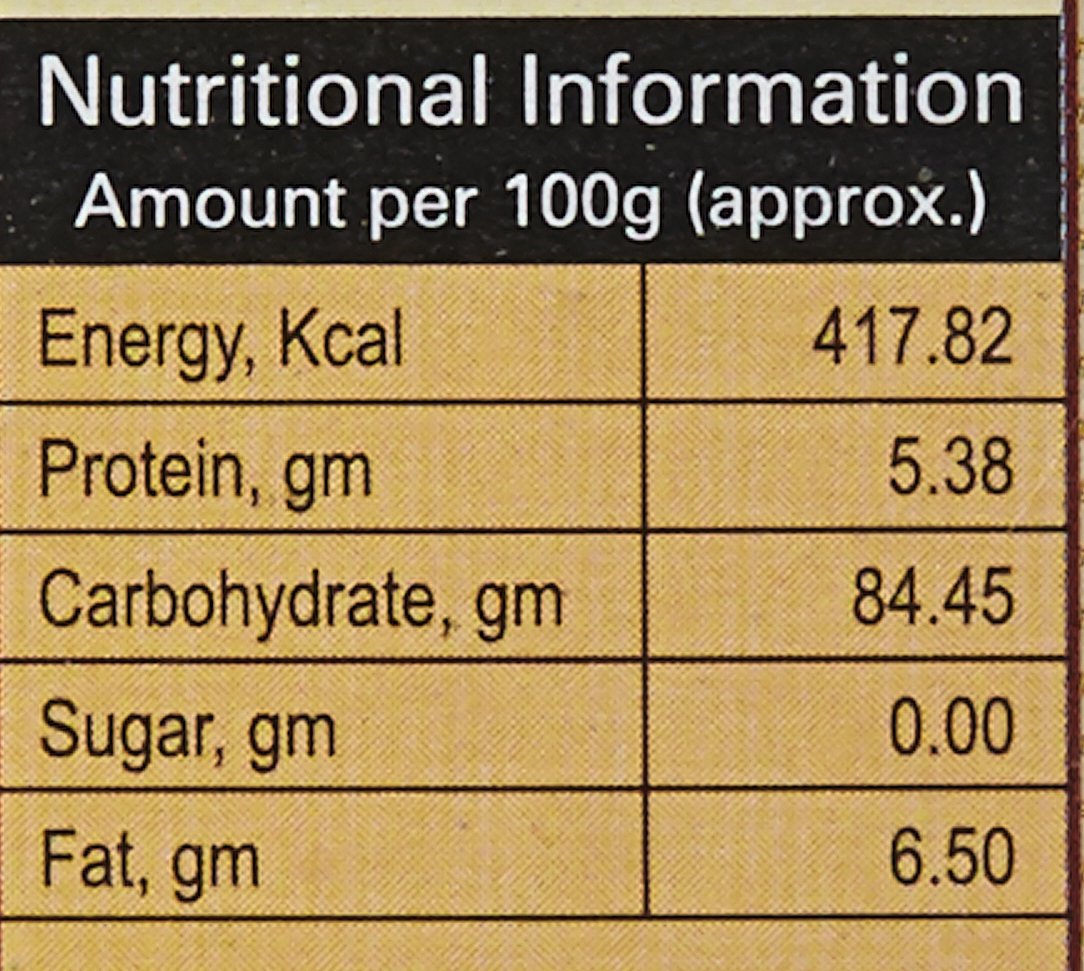 Nutritional Information
Amount per 100g (approx.)
Energy, Kcal 417.82
Protein, gm 5.38
Carbohydrate, gm 84.45
Sugar, gm 0.00
Fat, gm 6.50